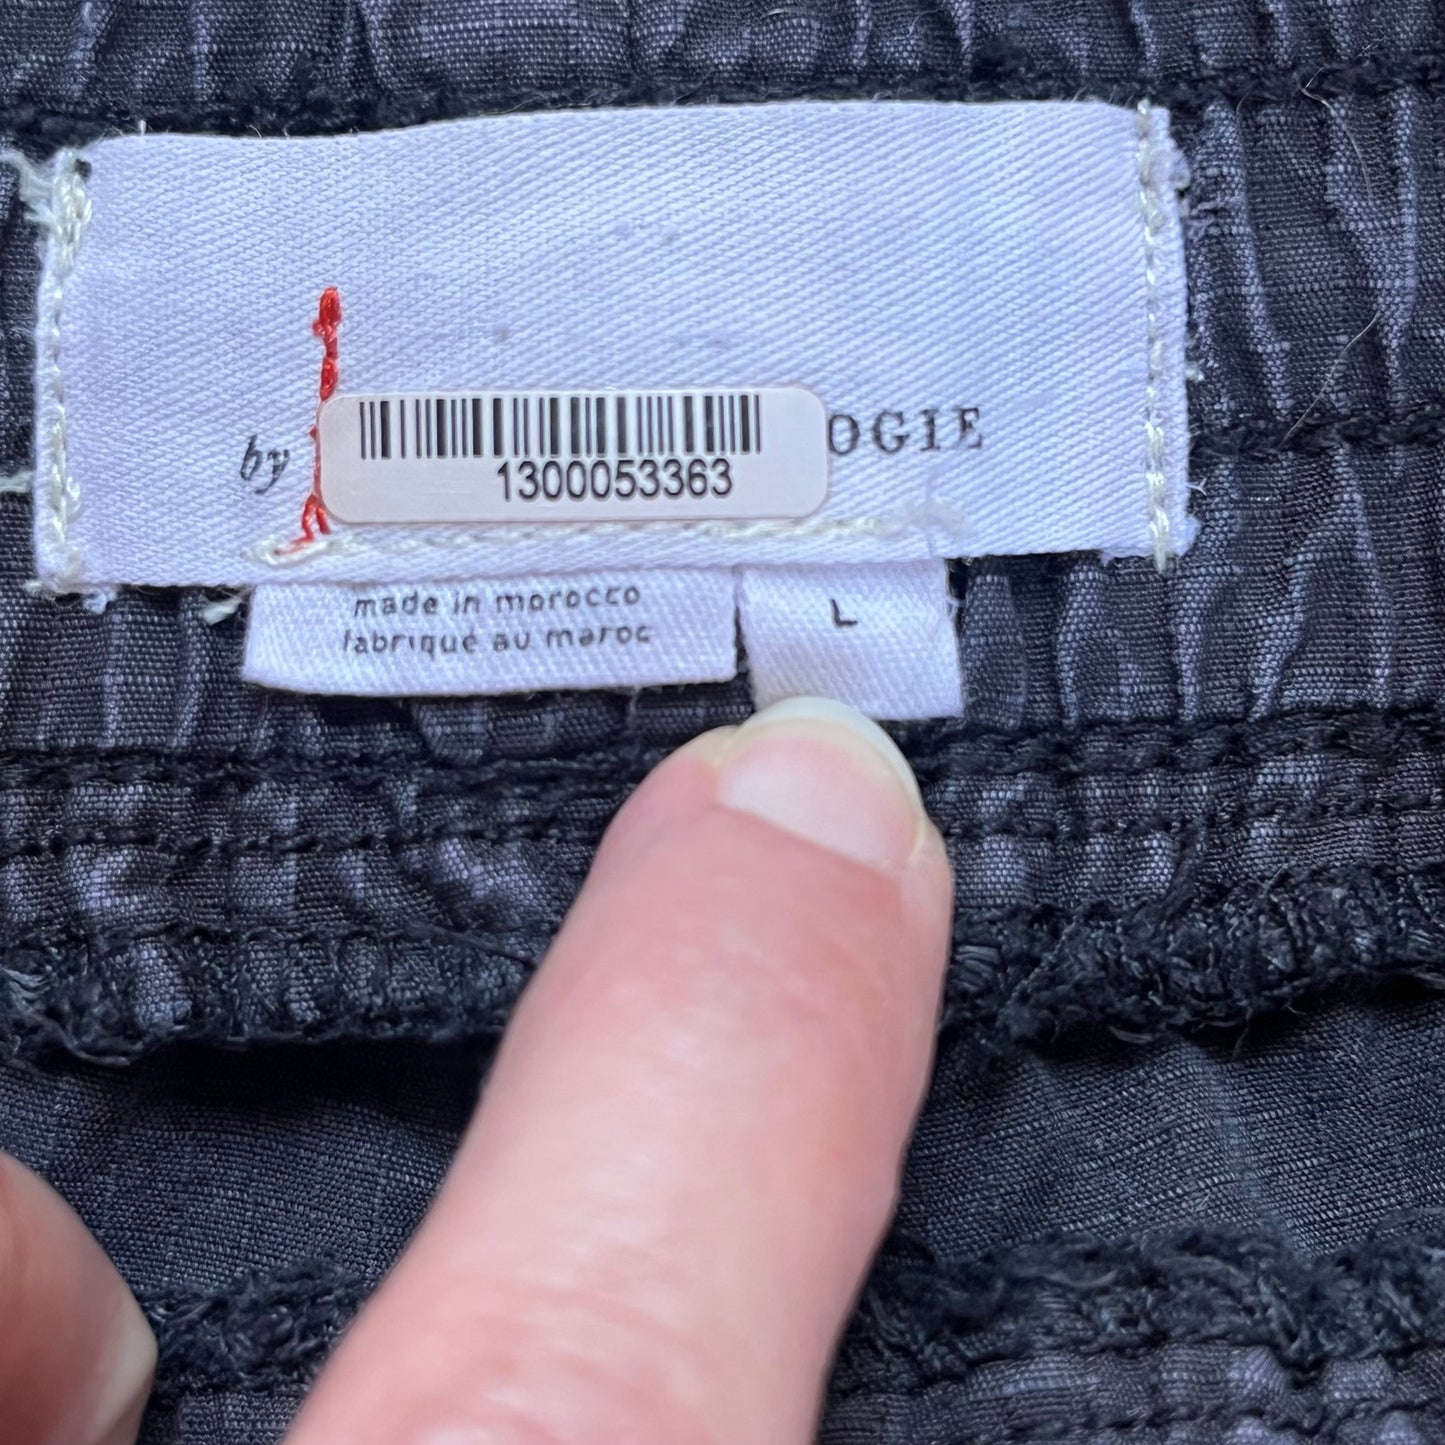 by OGIE
1300053363
made in morocco
fabriqué au maroc
L